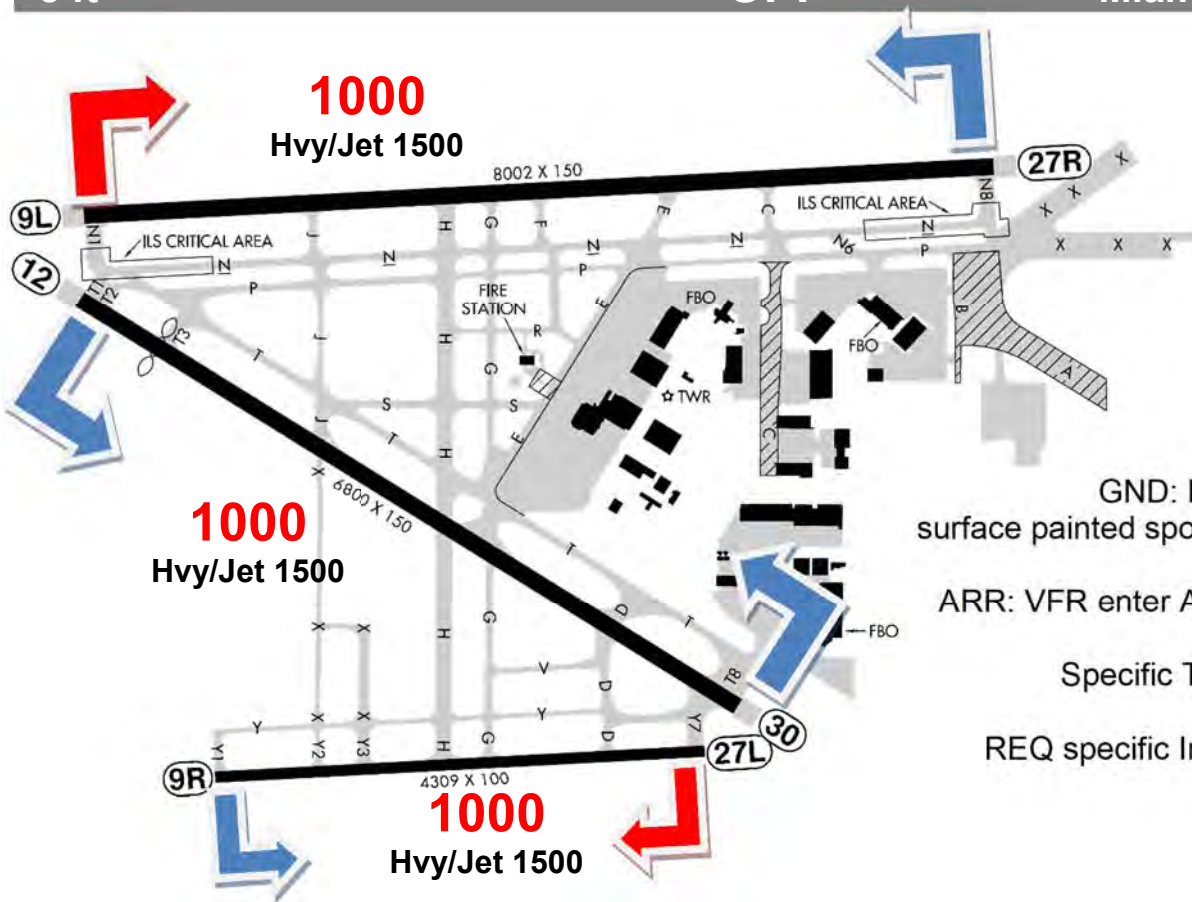 1000
Hvy/Jet 1500
8002 X 150
27R
9L
N1
ILS CRITICAL AREA
ILS CRITICAL AREA
N8
J
H
G
F
E
C
N
N
N
N
N
N6
P
P
P
12
T1
T2
T3
FIRE
STATION
R
FBO
FBO
B
A
X
X
X
X
X
X
J
H
G
E
T
TWR
S
S
J
T
H
E
C
X
6800 X 150
1000
Hvy/Jet 1500
GND:
surface painted
ARR: VFR enter
Specific
REQ specific
T
D
T
FBO
H
G
X
X
V
D
T8
Y
Y
X
X
Y1
Y2
Y3
H
G
D
Y7
30
9R
27L
4309 X 100
1000
Hvy/Jet 1500